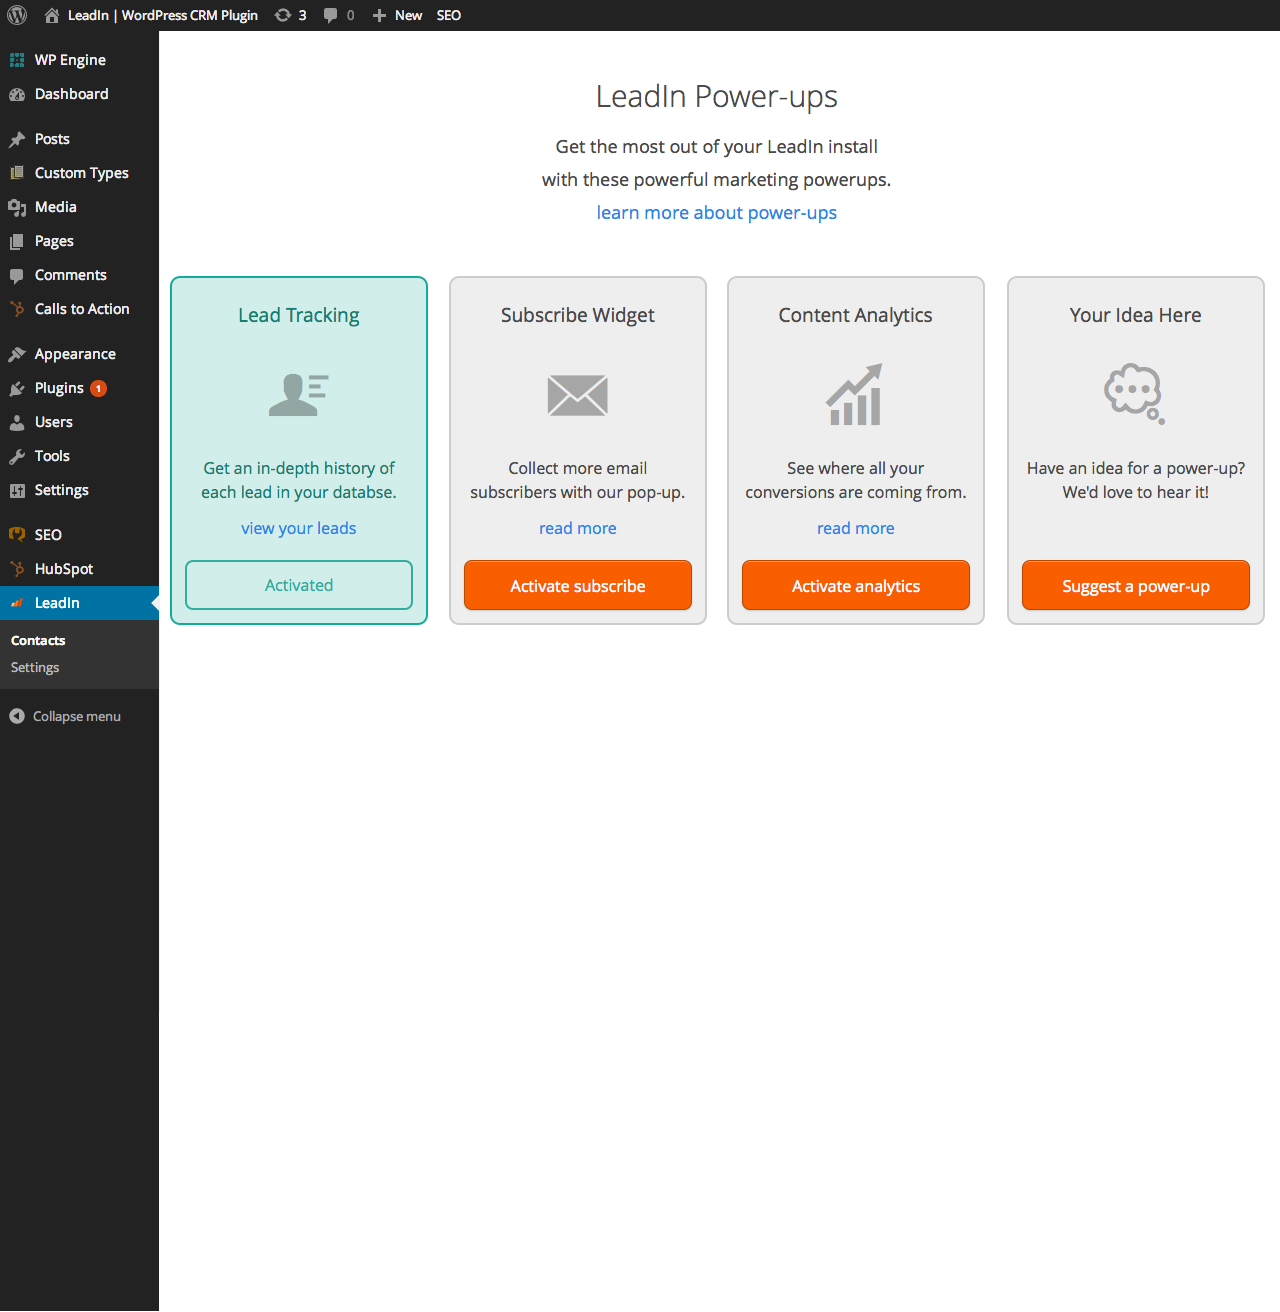 LeadIn | WordPress CRM Plugin 3 0 New SEO
WP Engine
Dashboard
Posts
Custom Types
Media
Pages
Comments
Calls to Action
Appearance
Plugins 1
Users
Tools
Settings
SEO
HubSpot
LeadIn
Contacts
Settings
Collapse menu
LeadIn Power-ups
Get the most out of your LeadIn install
with these powerful marketing powerups.
learn more about power-ups
Lead Tracking
Get an in-depth history of
each lead in your databse.
view your leads
Activated
Subscribe Widget
Collect more email
subscribers with our pop-up.
read more
Activate subscribe
Content Analytics
See where all your
conversions are coming from.
read more
Activate analytics
Your Idea Here
Have an idea for a power-up?
We'd love to hear it!
Suggest a power-up